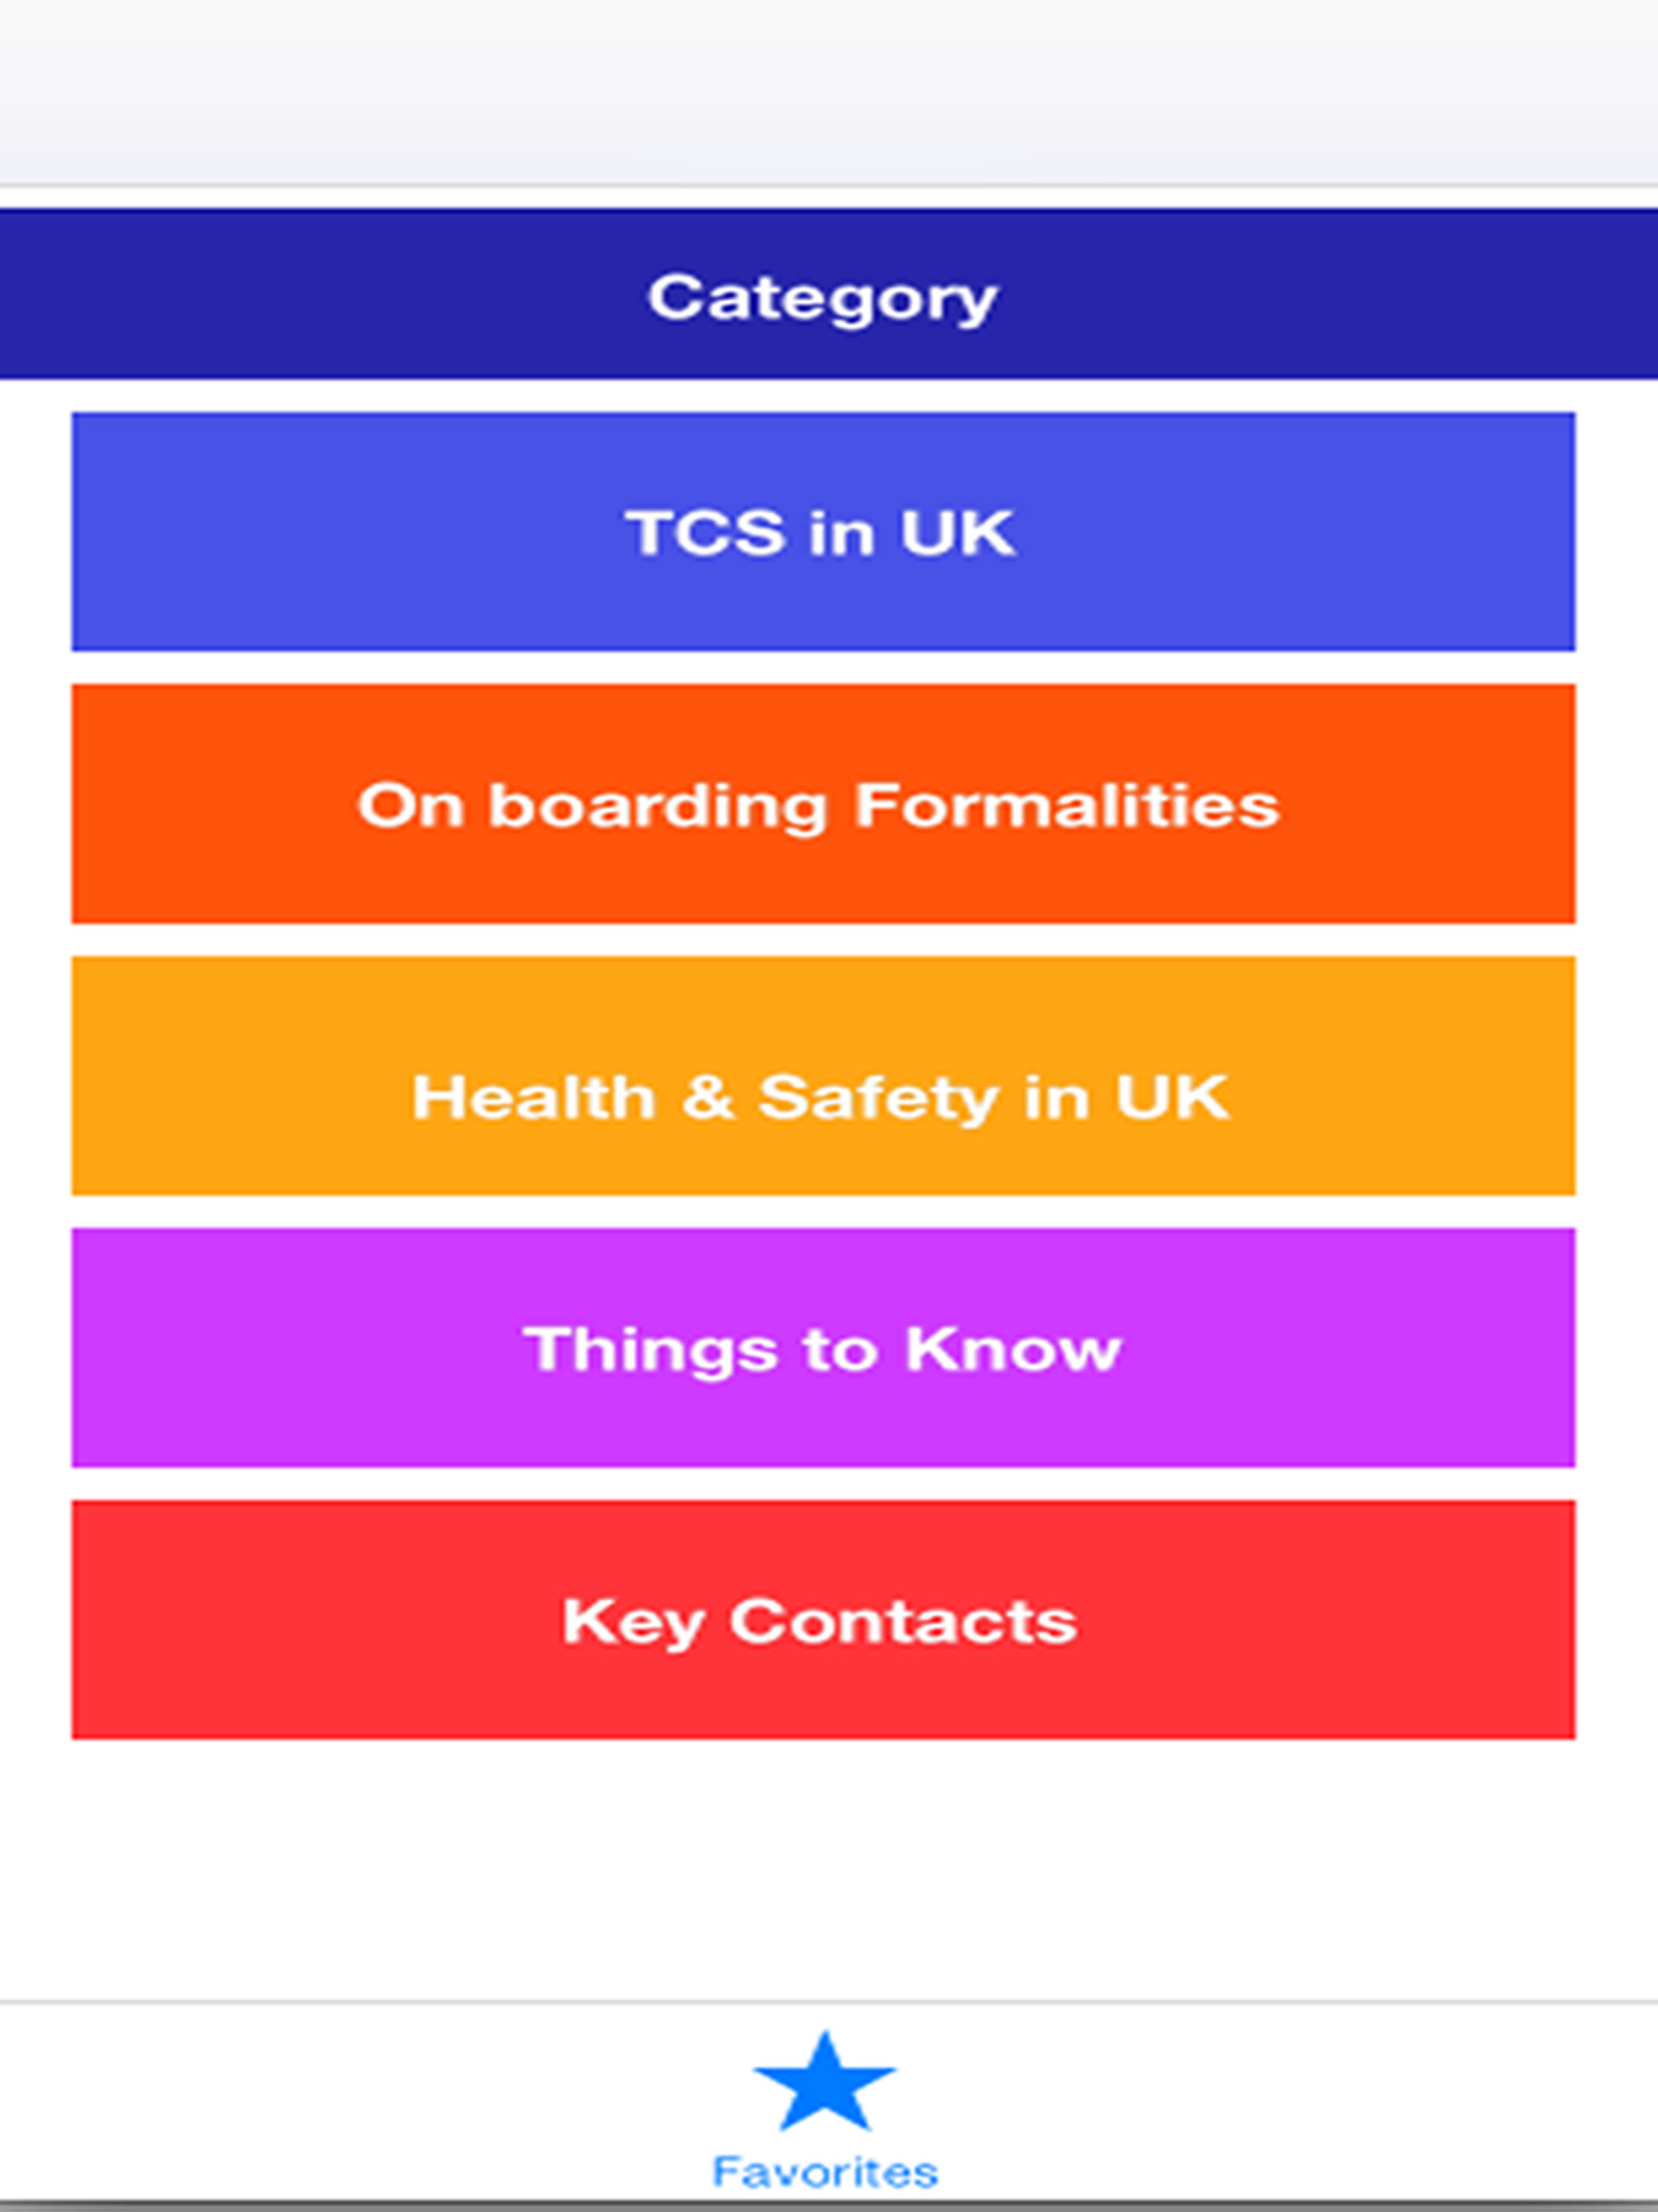 Category
TCS in UK
On boarding Formalities
Health & Safety in UK
Things to Know
Key Contacts
Favorites